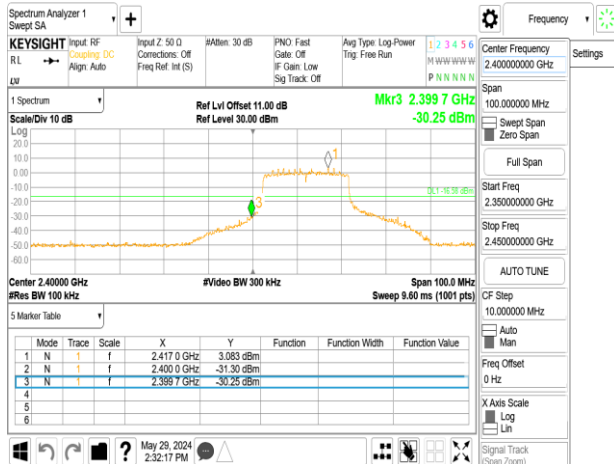 Spectrum Analyzer 1
Swept SA
+
Frequency
KEYSIGHT
RL
Input: RF
Coupling: DC
Align: Auto
Input Z: 50 Ω
Corrections: Off
Freq Ref: Int (S)
#Atten: 30 dB
PNO: Fast
Gate: Off
IF Gain: Low
Sig Track: Off
Avg Type: Log-Power
Trig: Free Run
1 2 3 4 5 6
M W W W W W
P N N N N N
1 Spectrum
Scale/Div 10 dB
Ref Lvl Offset 11.00 dB
Ref Level 30.00 dBm
Mkr3 2.399 7 GHz
-30.25 dBm
Log
20.0
10.0
0.00
-10.0
-20.0
-30.0
-40.0
-50.0
-60.0
1
3
Center 2.40000 GHz
#Res BW 100 kHz
#Video BW 300 kHz
Span 100.0 MHz
Sweep 9.60 ms (1001 pts)
5 Marker Table
Mode Trace Scale X Y Function Function Width Function Value
1 N 1 f 2.417 0 GHz 3.083 dBm
2 N 1 f 2.400 0 GHz -31.30 dBm
3 N 1 f 2.399 7 GHz -30.25 dBm
4
5
6
?
May 29, 2024
2:32:17 PM
Center Frequency
2.400000000 GHz
Settings
Span
100.000000 MHz
Swept Span
Zero Span
Full Span
Start Freq
2.350000000 GHz
Stop Freq
2.450000000 GHz
AUTO TUNE
CF Step
10.000000 MHz
Auto
Man
Freq Offset
0 Hz
X Axis Scale
Log
Lin
Signal Track
(Span Zoom)